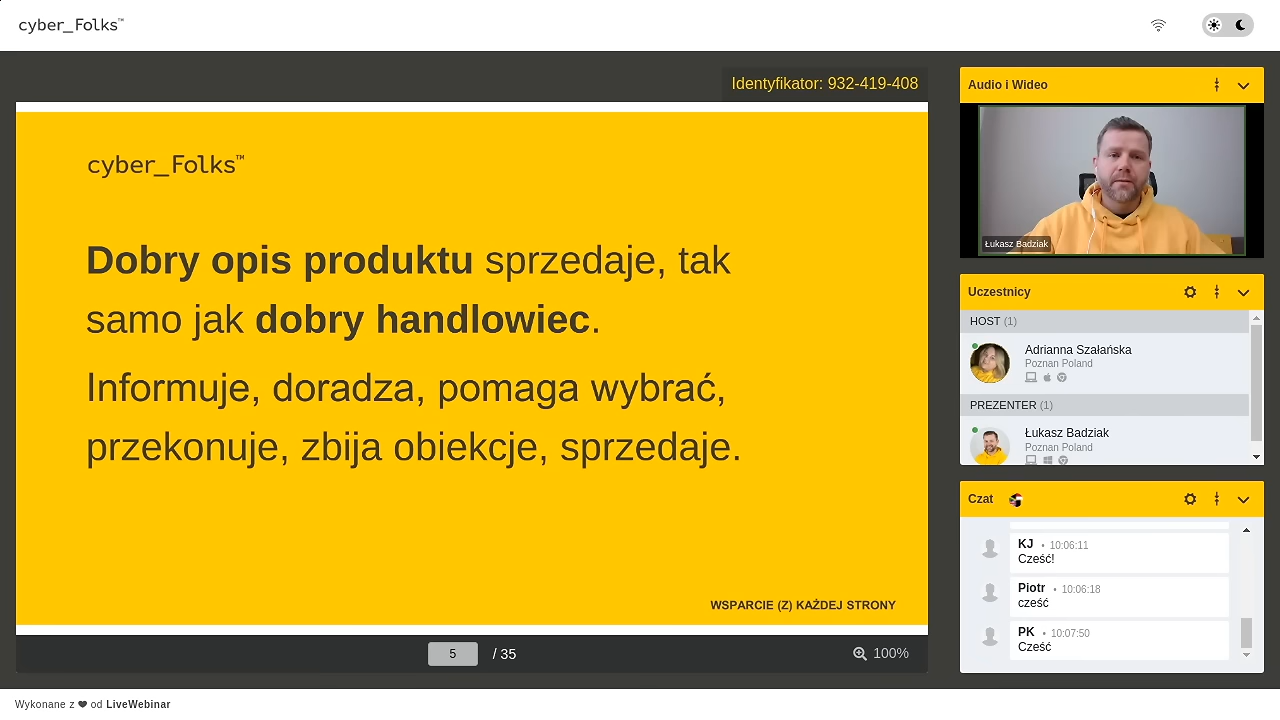 cyber_Folks™
Identyfikator: 932-419-408
cyber_Folks™
Dobry opis produktu sprzedaje, tak
samo jak dobry handlowiec.
Informuje, doradza, pomaga wybrać,
przekonuje, zbija obiekcje, sprzedaje.
WSPARCIE (Z) KAŻDEJ STRONY
5 / 35
100%
Audio i Wideo
Łukasz Badziak
Uczestnicy
HOST (1)
Adrianna Szałańska
Poznan Poland
PREZENTER (1)
Łukasz Badziak
Poznan Poland
Czat
KJ • 10:06:11
Cześć!
Piotr • 10:06:18
cześć
PK • 10:07:50
Cześć
Wykonane z ❤ od LiveWebinar